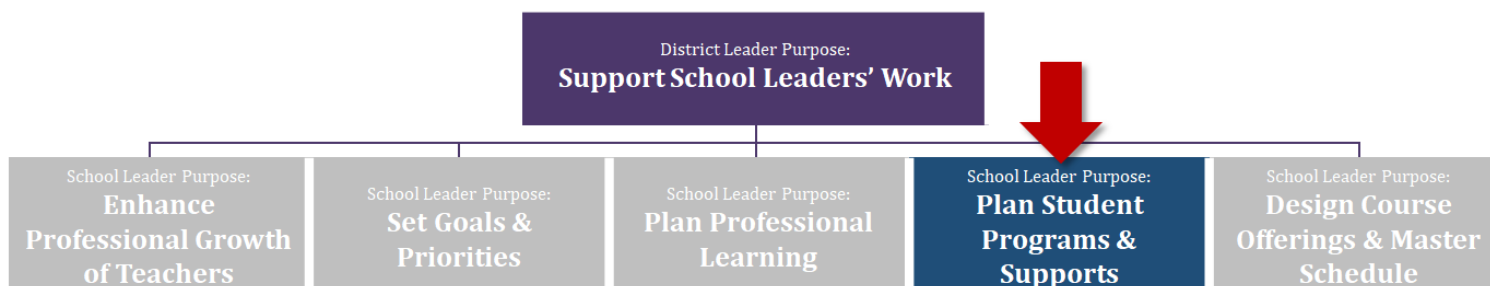 District Leader Purpose:
Support School Leaders’ Work
School Leader Purpose:
Enhance
Professional Growth
of Teachers
School Leader Purpose:
Set Goals &
Priorities
School Leader Purpose:
Plan Professional
Learning
School Leader Purpose:
Plan Student
Programs &
Supports
School Leader Purpose:
Design Course
Offerings & Master
Schedule